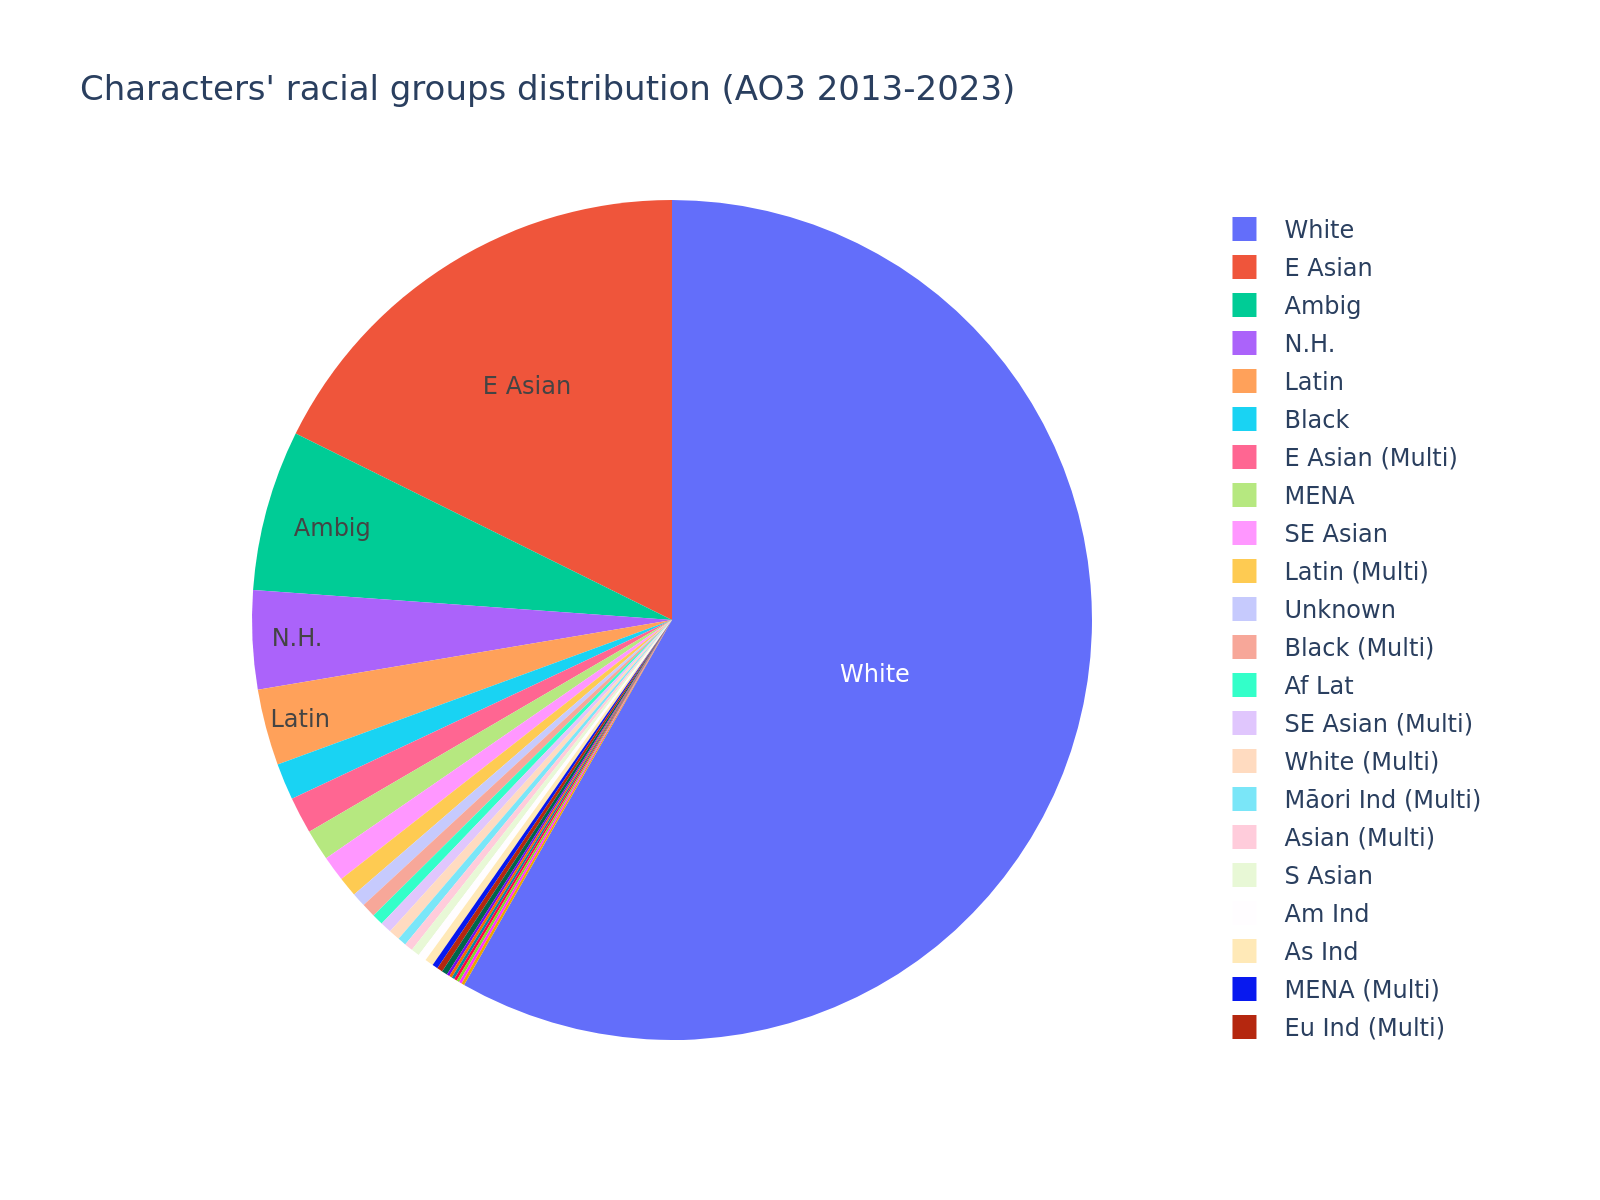 Characters' racial groups distribution (AO3 2013-2023)
E Asian
Ambig
N.H.
Latin
White
White
E Asian
Ambig
N.H.
Latin
Black
E Asian (Multi)
MENA
SE Asian
Latin (Multi)
Unknown
Black (Multi)
Af Lat
SE Asian (Multi)
White (Multi)
Māori Ind (Multi)
Asian (Multi)
S Asian
Am Ind
As Ind
MENA (Multi)
Eu Ind (Multi)